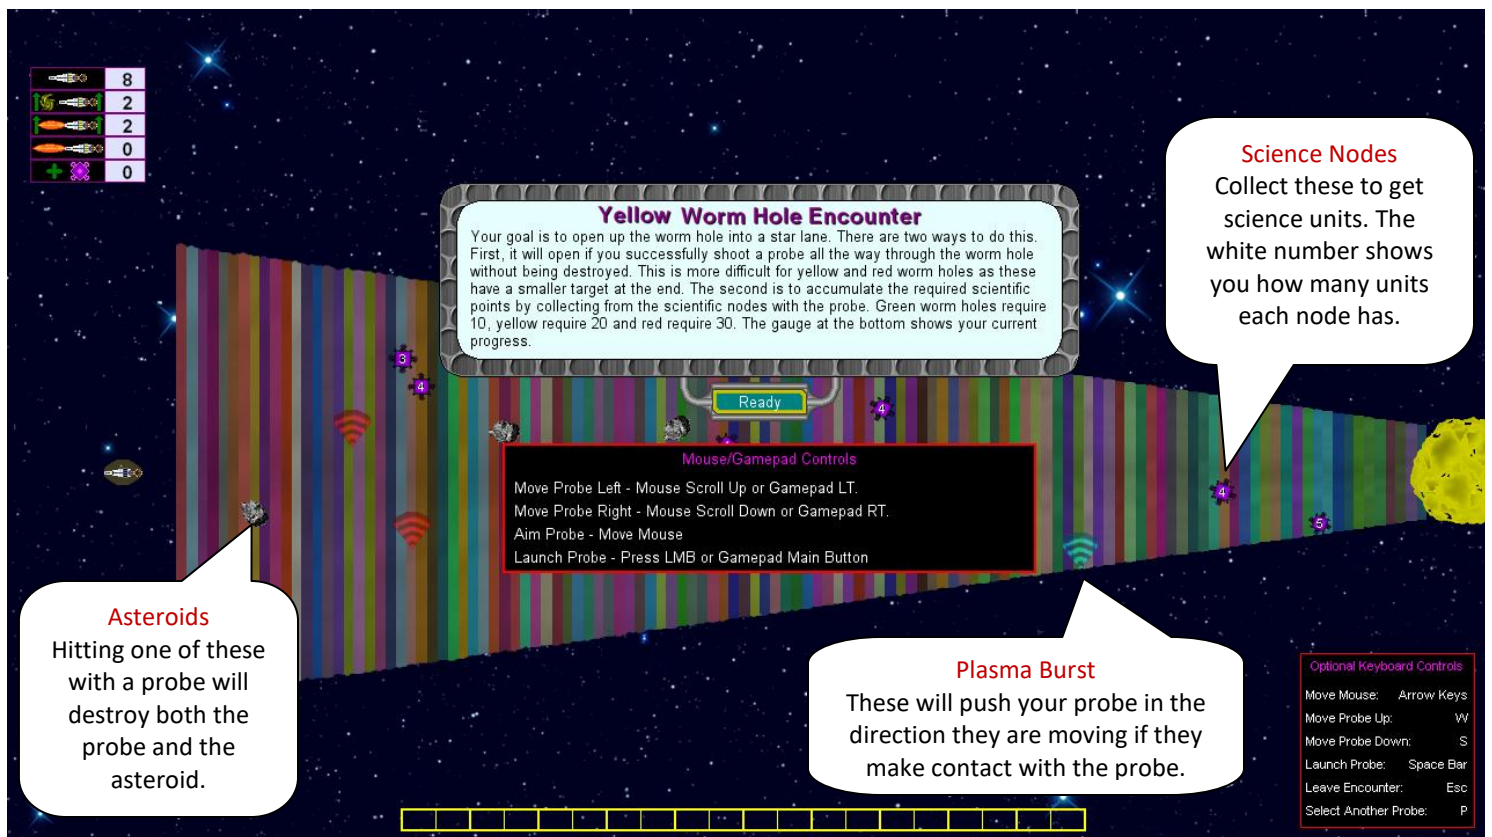 8
2
2
0
0
Yellow Worm Hole Encounter
Your goal is to open up the worm hole into a star lane. There are two ways to do this.
First, it will open if you successfully shoot a probe all the way through the worm hole
without being destroyed. This is more difficult for yellow and red worm holes as these
have a smaller target at the end. The second is to accumulate the required scientific
points by collecting from the scientific nodes with the probe. Green worm holes require
10, yellow require 20 and red require 30. The gauge at the bottom shows your current
progress.
Ready
Science Nodes
Collect these to get
science units. The
white number shows
you how many units
each node has.
3
4
4
4
5
Mouse/Gamepad Controls
Move Probe Left - Mouse Scroll Up or Gamepad LT.
Move Probe Right - Mouse Scroll Down or Gamepad RT.
Aim Probe - Move Mouse
Launch Probe - Press LMB or Gamepad Main Button
Asteroids
Hitting one of these
with a probe will
destroy both the
probe and the
asteroid.
Plasma Burst
These will push your probe in the
direction they are moving if they
make contact with the probe.
Optional Keyboard Controls
Move Mouse: Arrow Keys
Move Probe Up: W
Move Probe Down: S
Launch Probe: Space Bar
Leave Encounter: Esc
Select Another Probe: P